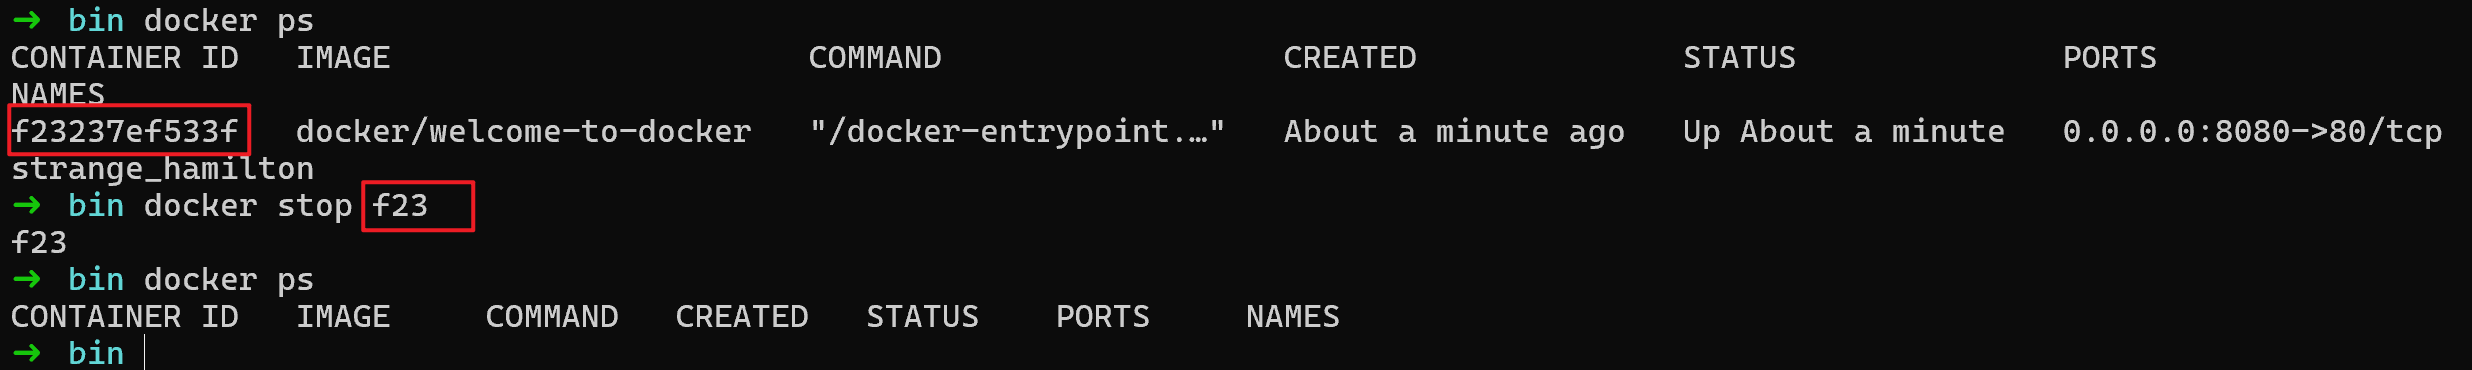 ➜ bin docker ps
CONTAINER ID   IMAGE                      COMMAND                  CREATED              STATUS              PORTS
NAMES
f23237ef533f   docker/welcome-to-docker   "/docker-entrypoint.…"   About a minute ago   Up About a minute   0.0.0.0:8080->80/tcp
strange_hamilton
➜ bin docker stop f23
f23
➜ bin docker ps
CONTAINER ID   IMAGE     COMMAND   CREATED   STATUS    PORTS     NAMES
➜ bin